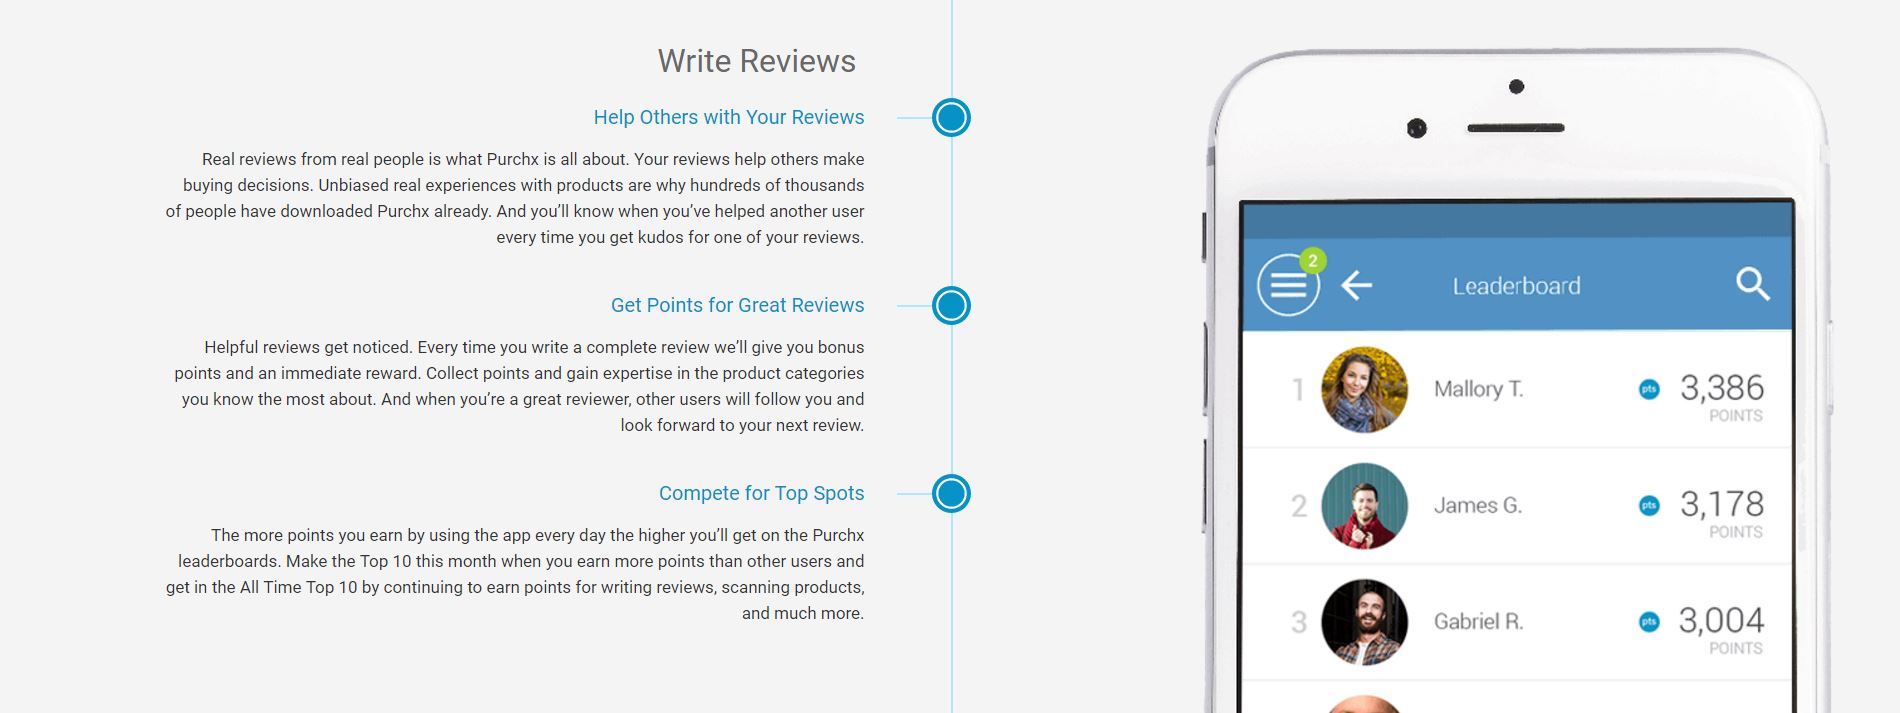 Write Reviews
Help Others with Your Reviews
Real reviews from real people is what Purchx is all about. Your reviews help others make
buying decisions. Unbiased real experiences with products are why hundreds of thousands
of people have downloaded Purchx already. And you’ll know when you’ve helped another user
every time you get kudos for one of your reviews.
Get Points for Great Reviews
Helpful reviews get noticed. Every time you write a complete review we’ll give you bonus
points and an immediate reward. Collect points and gain expertise in the product categories
you know the most about. And when you’re a great reviewer, other users will follow you and
look forward to your next review.
Compete for Top Spots
The more points you earn by using the app every day the higher you’ll get on the Purchx
leaderboards. Make the Top 10 this month when you earn more points than other users and
get in the All Time Top 10 by continuing to earn points for writing reviews, scanning products,
and much more.
2
Leaderboard
1 Mallory T. pts 3,386
POINTS
2 James G. pts 3,178
POINTS
3 Gabriel R. pts 3,004
POINTS